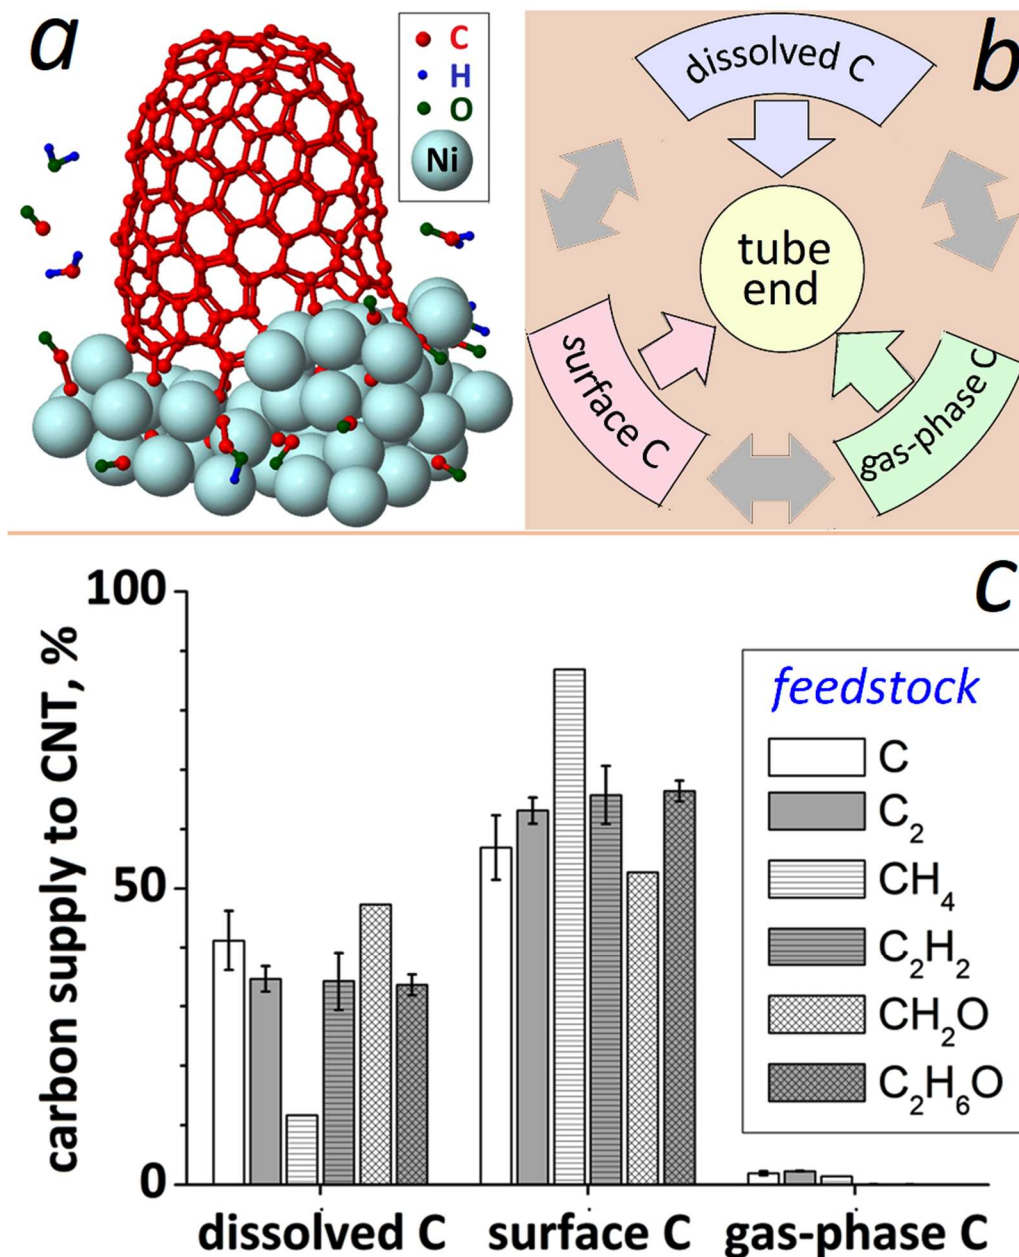 a
C
H
O
Ni
b
dissolved C
tube
end
surface C
gas-phase C
c
carbon supply to CNT, %
100
50
0
feedstock
C
C₂
CH₄
C₂H₂
CH₂O
C₂H₆O
dissolved C
surface C
gas-phase C